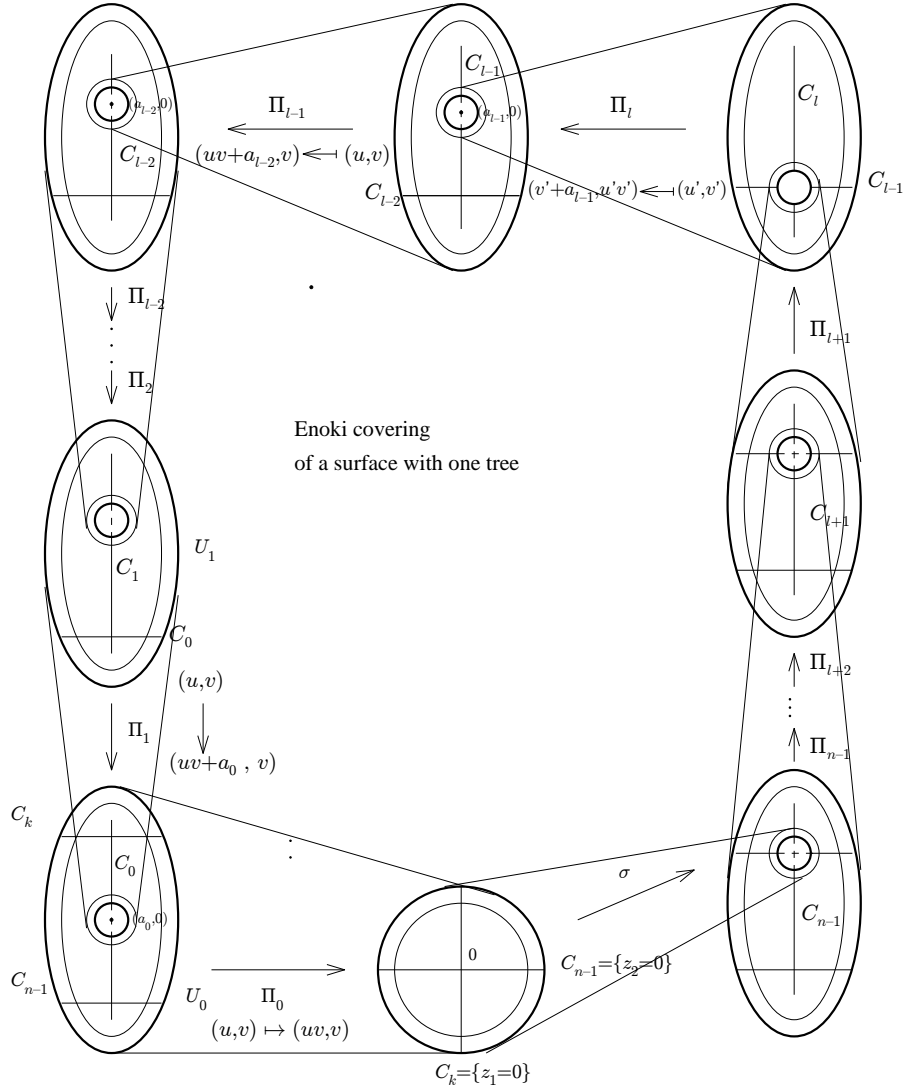 C_{l-1}
C_l
Π_{l-1}
Π_l
(a_{l-2},0)
(a_{l-1},0)
C_{l-2}
(uv+a_{l-2},v) ⟻ (u,v)
C_{l-2}
(v'+a_{l-1},u'v') ⟻ (u',v')
C_{l-1}
Π_{l-2}
Π_{l+1}
Π_2
Enoki covering
of a surface with one tree
C_{l+1}
U_1
C_1
C_0
Π_{l+2}
(u,v)
Π_1
Π_{n-1}
(uv+a_0 , v)
C_k
C_0
σ
(a_0,0)
C_{n-1}
0
C_{n-1}={z_2=0}
C_{n-1}
U_0
Π_0
(u,v) ↦ (uv,v)
C_k={z_1=0}